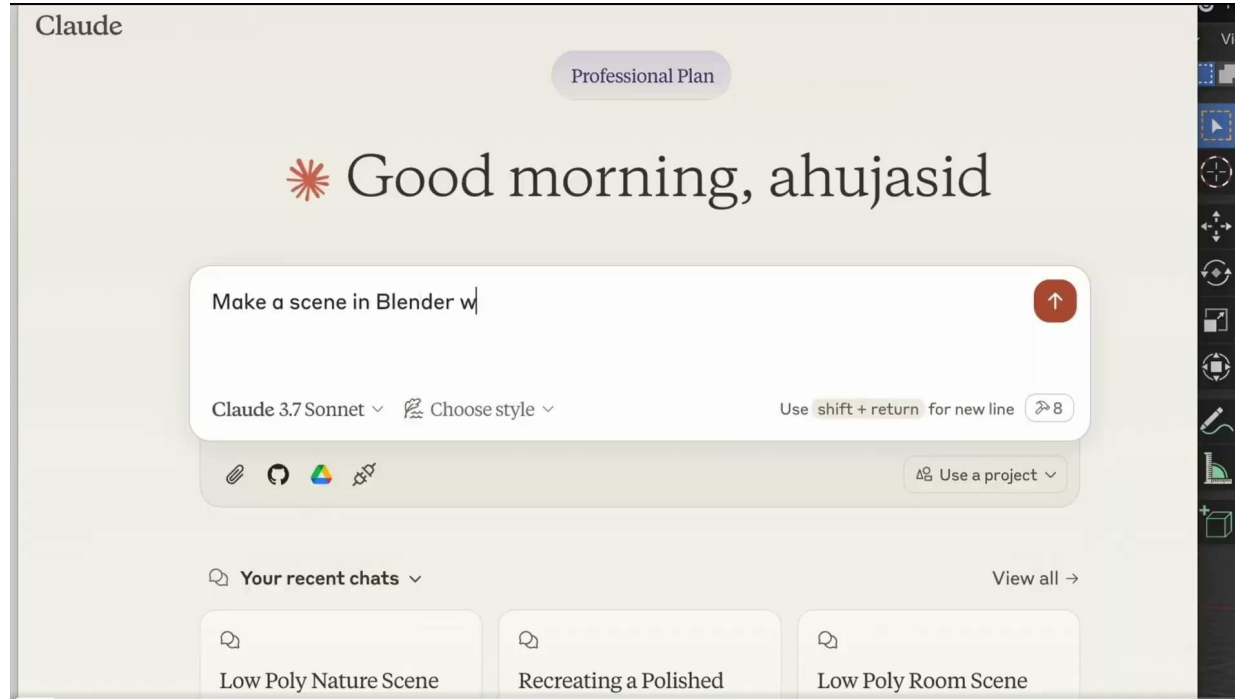 Claude
Professional Plan
Good morning, ahujasid
Make a scene in Blender w
Claude 3.7 Sonnet
Choose style
Use shift + return for new line
8
Use a project
Your recent chats
View all →
Low Poly Nature Scene
Recreating a Polished
Low Poly Room Scene